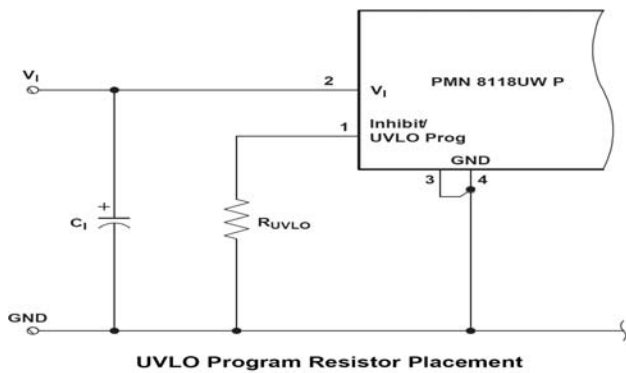 PMN 8118UW P
VI
2
VI
1
Inhibit/
UVLO Prog
GND
3
4
+
CI
RUVLO
GND
UVLO Program Resistor Placement